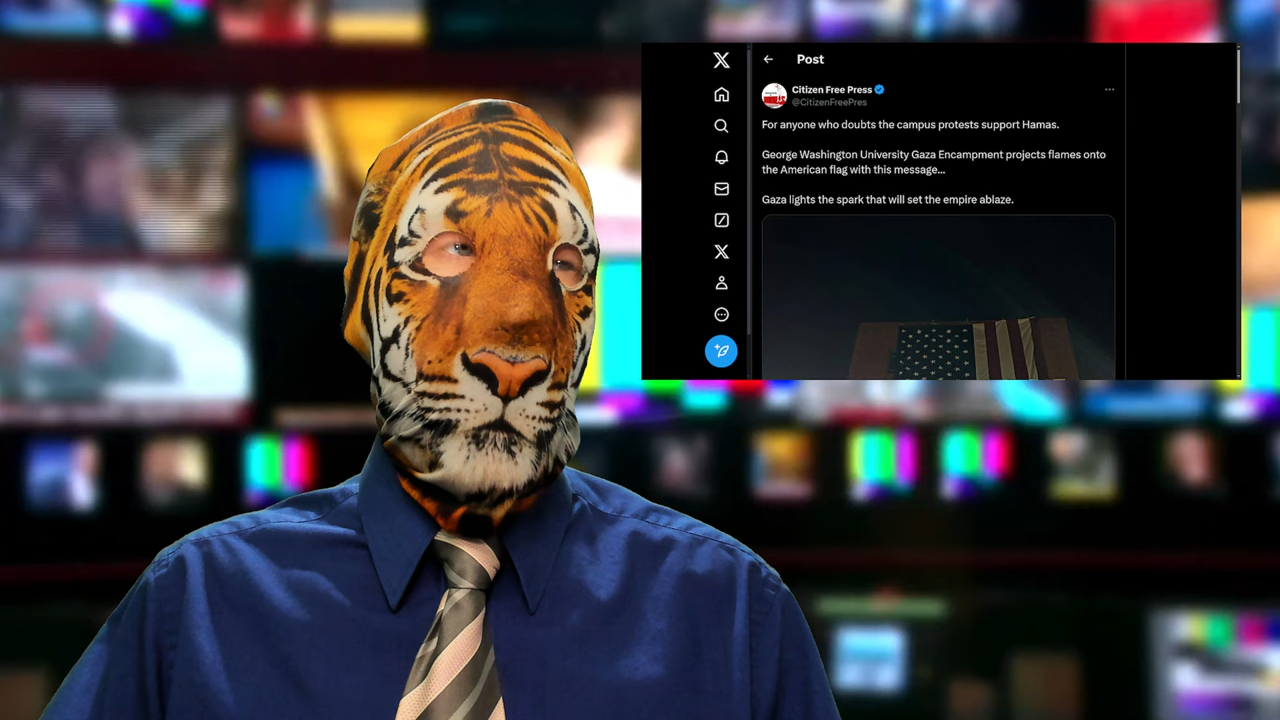 Post
Citizen Free Press
@CitizenFreePres
For anyone who doubts the campus protests support Hamas.
George Washington University Gaza Encampment projects flames onto
the American flag with this message...
Gaza lights the spark that will set the empire ablaze.